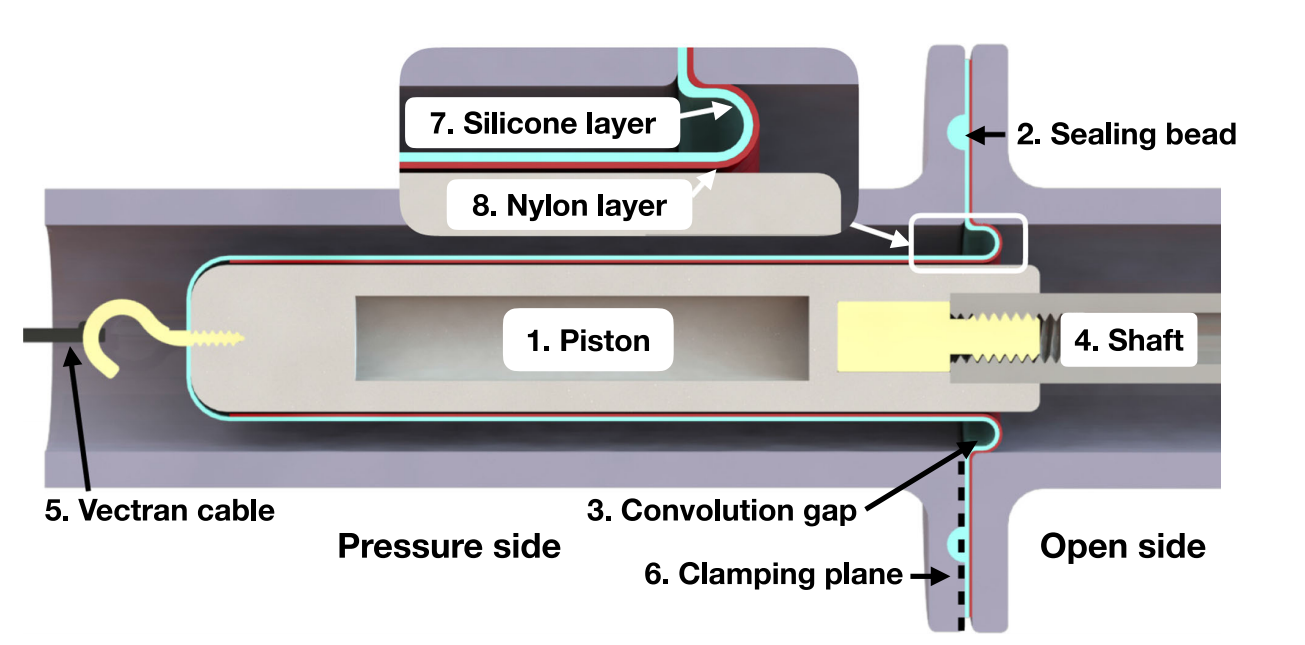 7. Silicone layer
2. Sealing bead
8. Nylon layer
1. Piston
4. Shaft
5. Vectran cable
3. Convolution gap
Pressure side
Open side
6. Clamping plane